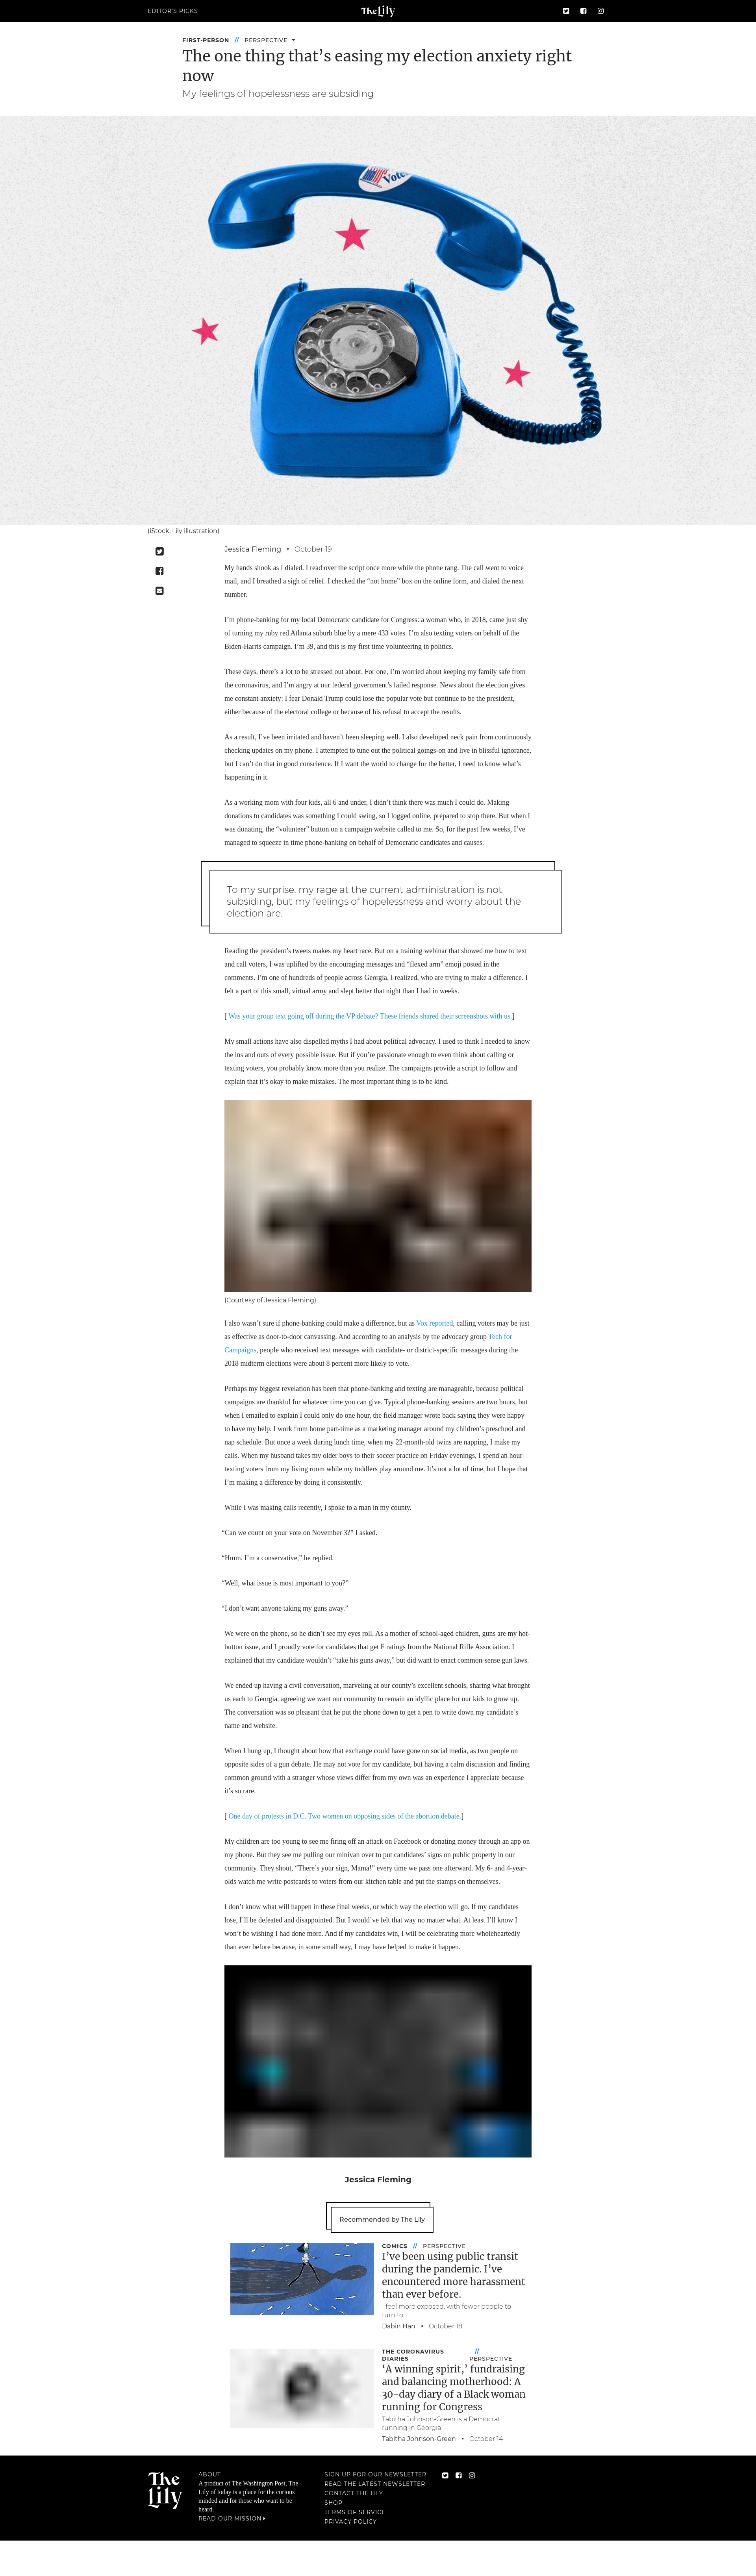 EDITOR'S PICKS
The Lily
FIRST-PERSON // PERSPECTIVE
The one thing that’s easing my election anxiety right
now
My feelings of hopelessness are subsiding
Vote
(iStock; Lily illustration)
Jessica Fleming • October 19
My hands shook as I dialed. I read over the script once more while the phone rang. The call went to voice
mail, and I breathed a sigh of relief. I checked the “not home” box on the online form, and dialed the next
number.
I’m phone-banking for my local Democratic candidate for Congress: a woman who, in 2018, came just shy
of turning my ruby red Atlanta suburb blue by a mere 433 votes. I’m also texting voters on behalf of the
Biden-Harris campaign. I’m 39, and this is my first time volunteering in politics.
These days, there’s a lot to be stressed out about. For one, I’m worried about keeping my family safe from
the coronavirus, and I’m angry at our federal government’s failed response. News about the election gives
me constant anxiety: I fear Donald Trump could lose the popular vote but continue to be the president,
either because of the electoral college or because of his refusal to accept the results.
As a result, I’ve been irritated and haven’t been sleeping well. I also developed neck pain from continuously
checking updates on my phone. I attempted to tune out the political goings-on and live in blissful ignorance,
but I can’t do that in good conscience. If I want the world to change for the better, I need to know what’s
happening in it.
As a working mom with four kids, all 6 and under, I didn’t think there was much I could do. Making
donations to candidates was something I could swing, so I logged online, prepared to stop there. But when I
was donating, the “volunteer” button on a campaign website called to me. So, for the past few weeks, I’ve
managed to squeeze in time phone-banking on behalf of Democratic candidates and causes.
To my surprise, my rage at the current administration is not
subsiding, but my feelings of hopelessness and worry about the
election are.
Reading the president’s tweets makes my heart race. But on a training webinar that showed me how to text
and call voters, I was uplifted by the encouraging messages and “flexed arm” emoji posted in the
comments. I’m one of hundreds of people across Georgia, I realized, who are trying to make a difference. I
felt a part of this small, virtual army and slept better that night than I had in weeks.
[ Was your group text going off during the VP debate? These friends shared their screenshots with us.]
My small actions have also dispelled myths I had about political advocacy. I used to think I needed to know
the ins and outs of every possible issue. But if you’re passionate enough to even think about calling or
texting voters, you probably know more than you realize. The campaigns provide a script to follow and
explain that it’s okay to make mistakes. The most important thing is to be kind.
(Courtesy of Jessica Fleming)
I also wasn’t sure if phone-banking could make a difference, but as Vox reported, calling voters may be just
as effective as door-to-door canvassing. And according to an analysis by the advocacy group Tech for
Campaigns, people who received text messages with candidate- or district-specific messages during the
2018 midterm elections were about 8 percent more likely to vote.
Perhaps my biggest revelation has been that phone-banking and texting are manageable, because political
campaigns are thankful for whatever time you can give. Typical phone-banking sessions are two hours, but
when I emailed to explain I could only do one hour, the field manager wrote back saying they were happy
to have my help. I work from home part-time as a marketing manager around my children’s preschool and
nap schedule. But once a week during lunch time, when my 22-month-old twins are napping, I make my
calls. When my husband takes my older boys to their soccer practice on Friday evenings, I spend an hour
texting voters from my living room while my toddlers play around me. It’s not a lot of time, but I hope that
I’m making a difference by doing it consistently.
While I was making calls recently, I spoke to a man in my county.
“Can we count on your vote on November 3?” I asked.
“Hmm. I’m a conservative,” he replied.
“Well, what issue is most important to you?”
“I don’t want anyone taking my guns away.”
We were on the phone, so he didn’t see my eyes roll. As a mother of school-aged children, guns are my hot-
button issue, and I proudly vote for candidates that get F ratings from the National Rifle Association. I
explained that my candidate wouldn’t “take his guns away,” but did want to enact common-sense gun laws.
We ended up having a civil conversation, marveling at our county’s excellent schools, sharing what brought
us each to Georgia, agreeing we want our community to remain an idyllic place for our kids to grow up.
The conversation was so pleasant that he put the phone down to get a pen to write down my candidate’s
name and website.
When I hung up, I thought about how that exchange could have gone on social media, as two people on
opposite sides of a gun debate. He may not vote for my candidate, but having a calm discussion and finding
common ground with a stranger whose views differ from my own was an experience I appreciate because
it’s so rare.
[ One day of protests in D.C. Two women on opposing sides of the abortion debate.]
My children are too young to see me firing off an attack on Facebook or donating money through an app on
my phone. But they see me pulling our minivan over to put candidates’ signs on public property in our
community. They shout, “There’s your sign, Mama!” every time we pass one afterward. My 6- and 4-year-
olds watch me write postcards to voters from our kitchen table and put the stamps on themselves.
I don’t know what will happen in these final weeks, or which way the election will go. If my candidates
lose, I’ll be defeated and disappointed. But I would’ve felt that way no matter what. At least I’ll know I
won’t be wishing I had done more. And if my candidates win, I will be celebrating more wholeheartedly
than ever before because, in some small way, I may have helped to make it happen.
Jessica Fleming
Recommended by The Lily
COMICS // PERSPECTIVE
I’ve been using public transit
during the pandemic. I’ve
encountered more harassment
than ever before.
I feel more exposed, with fewer people to
turn to
Dabin Han • October 18
THE CORONAVIRUS DIARIES // PERSPECTIVE
‘A winning spirit,’ fundraising
and balancing motherhood: A
30-day diary of a Black woman
running for Congress
Tabitha Johnson-Green is a Democrat
running in Georgia
Tabitha Johnson-Green • October 14
The Lily
ABOUT
A product of The Washington Post, The
Lily of today is a place for the curious
minded and for those who want to be
heard.
READ OUR MISSION
SIGN UP FOR OUR NEWSLETTER
READ THE LATEST NEWSLETTER
CONTACT THE LILY
SHOP
TERMS OF SERVICE
PRIVACY POLICY